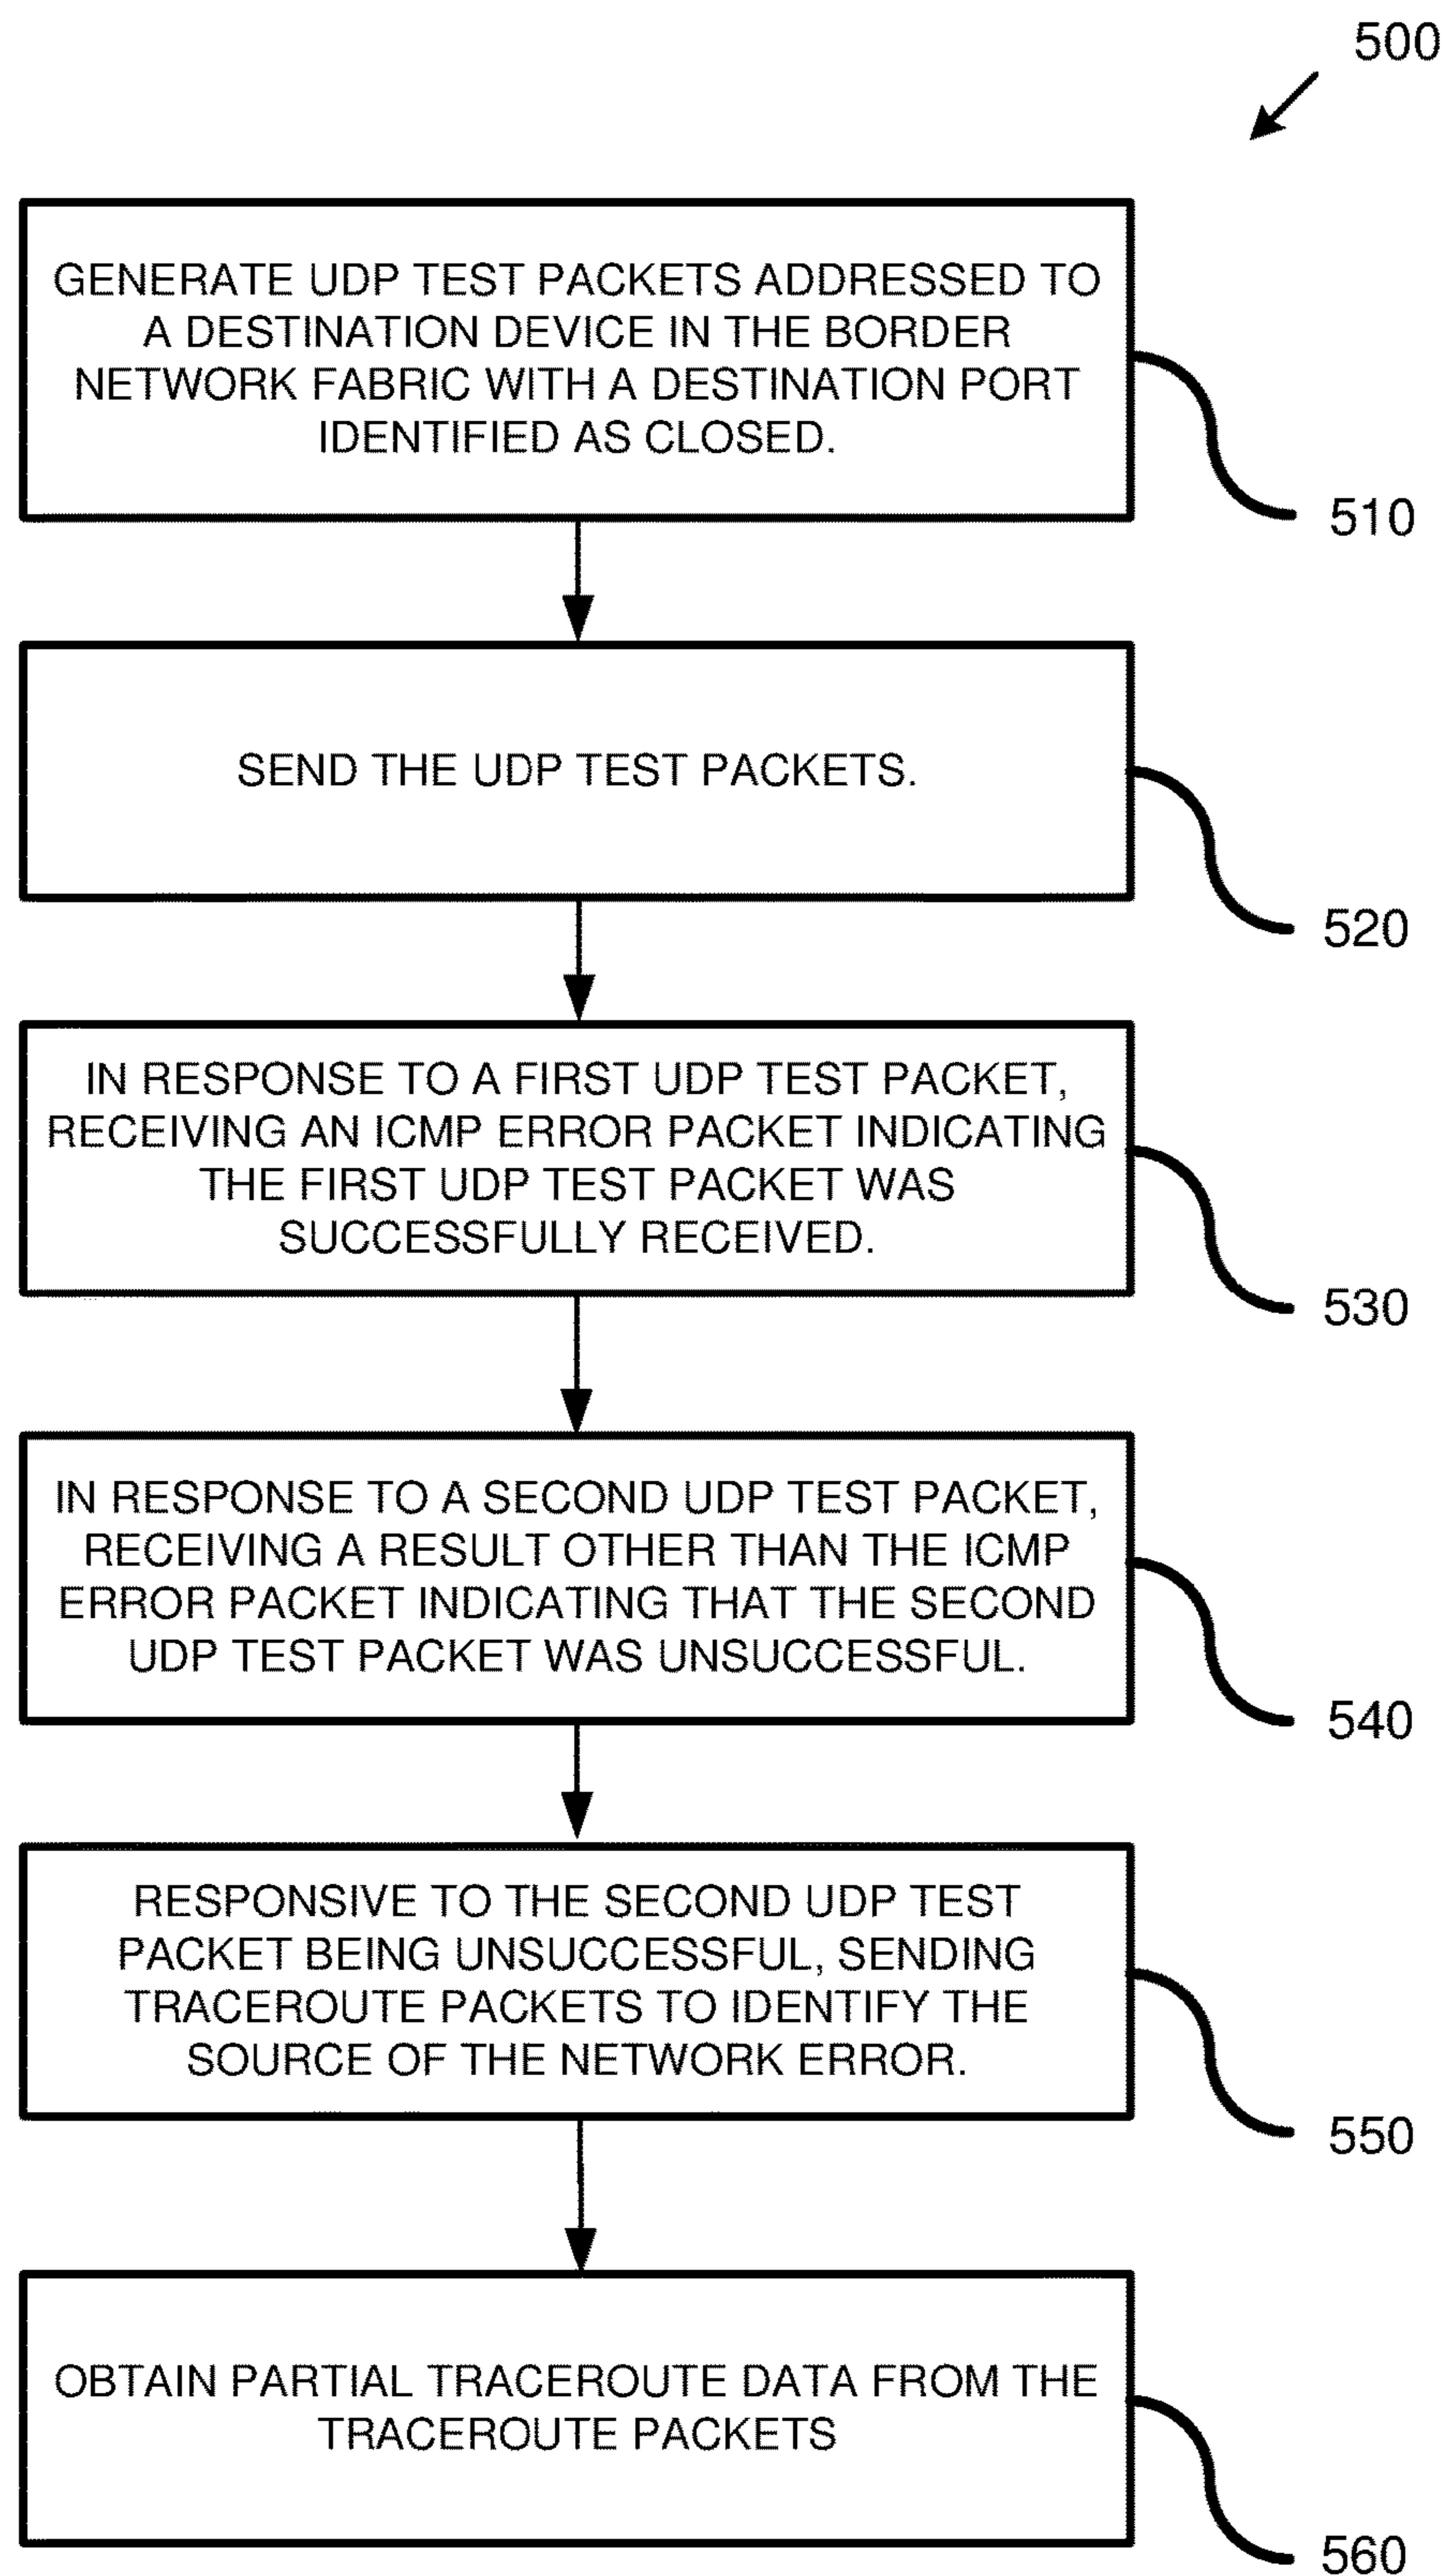 500
GENERATE UDP TEST PACKETS ADDRESSED TO
A DESTINATION DEVICE IN THE BORDER
NETWORK FABRIC WITH A DESTINATION PORT
IDENTIFIED AS CLOSED.
510
SEND THE UDP TEST PACKETS.
520
IN RESPONSE TO A FIRST UDP TEST PACKET,
RECEIVING AN ICMP ERROR PACKET INDICATING
THE FIRST UDP TEST PACKET WAS
SUCCESSFULLY RECEIVED.
530
IN RESPONSE TO A SECOND UDP TEST PACKET,
RECEIVING A RESULT OTHER THAN THE ICMP
ERROR PACKET INDICATING THAT THE SECOND
UDP TEST PACKET WAS UNSUCCESSFUL.
540
RESPONSIVE TO THE SECOND UDP TEST
PACKET BEING UNSUCCESSFUL, SENDING
TRACEROUTE PACKETS TO IDENTIFY THE
SOURCE OF THE NETWORK ERROR.
550
OBTAIN PARTIAL TRACEROUTE DATA FROM THE
TRACEROUTE PACKETS
560